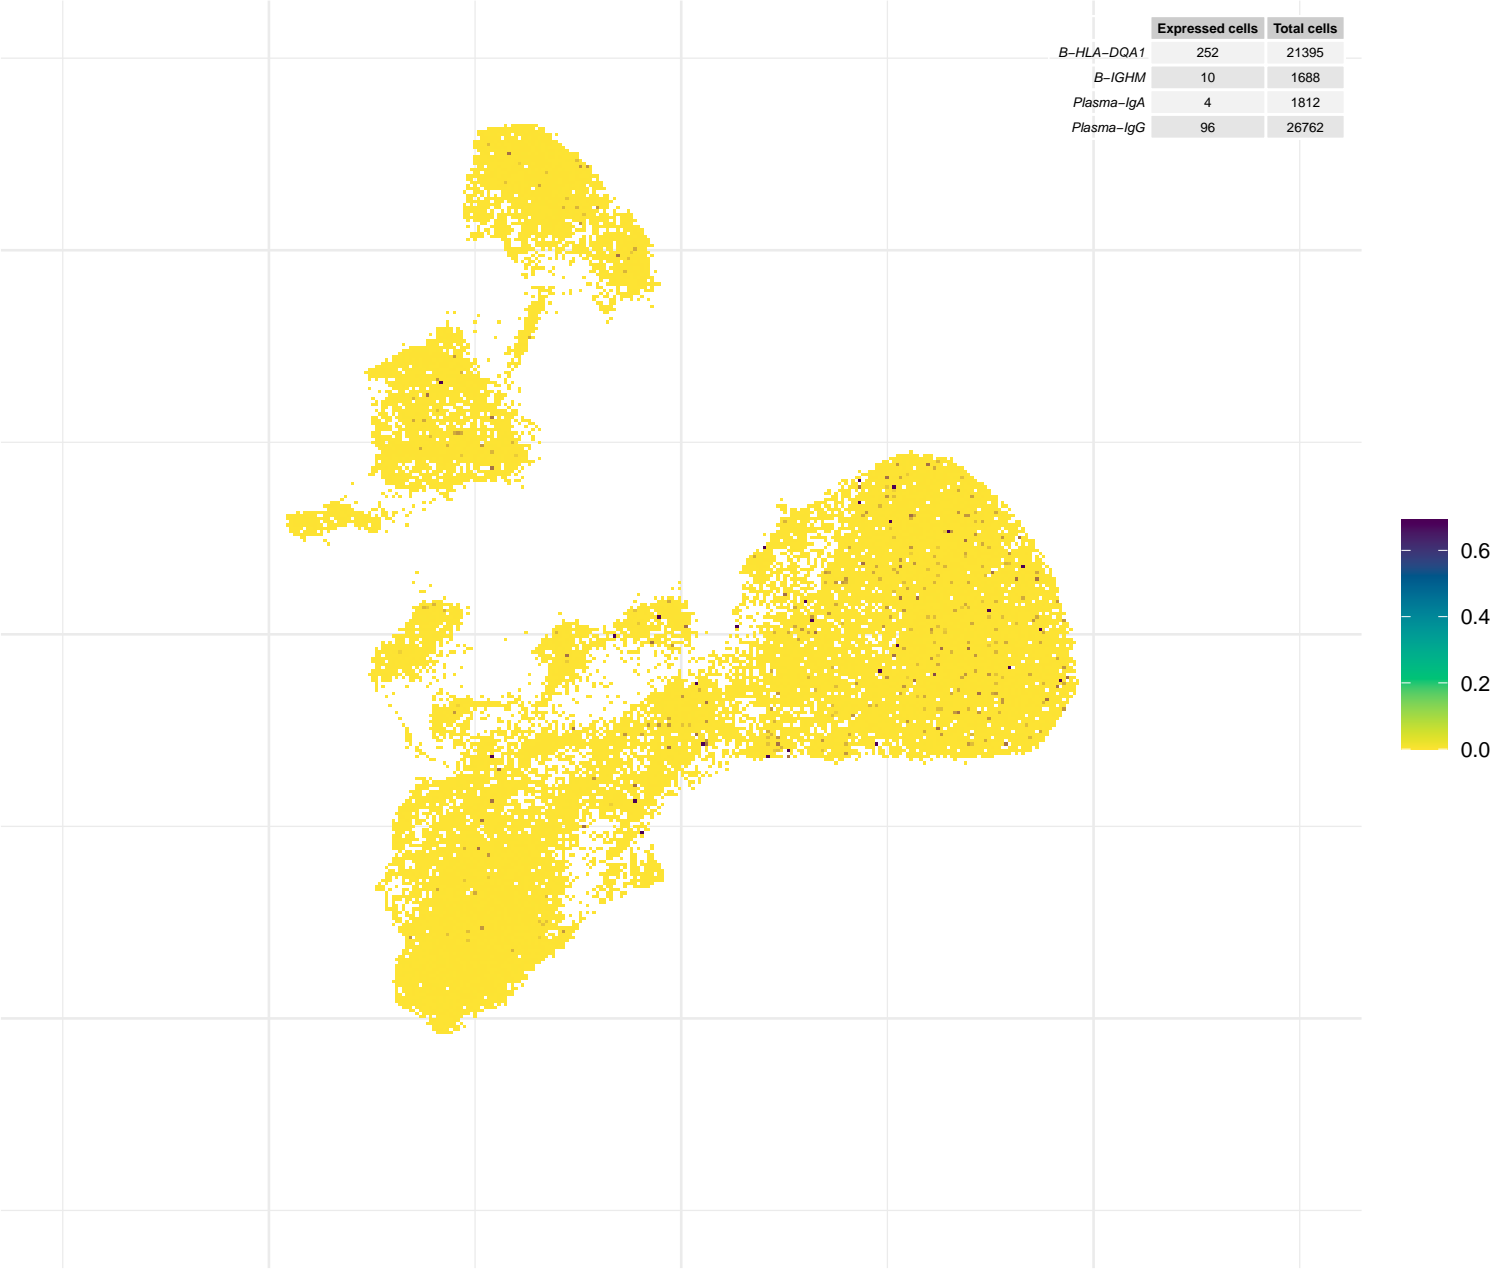 Expressed cells Total cells
B−HLA−DQA1 252 21395
B−IGHM 10 1688
Plasma−IgA 4 1812
Plasma−IgG 96 26762
0.6
0.4
0.2
0.0